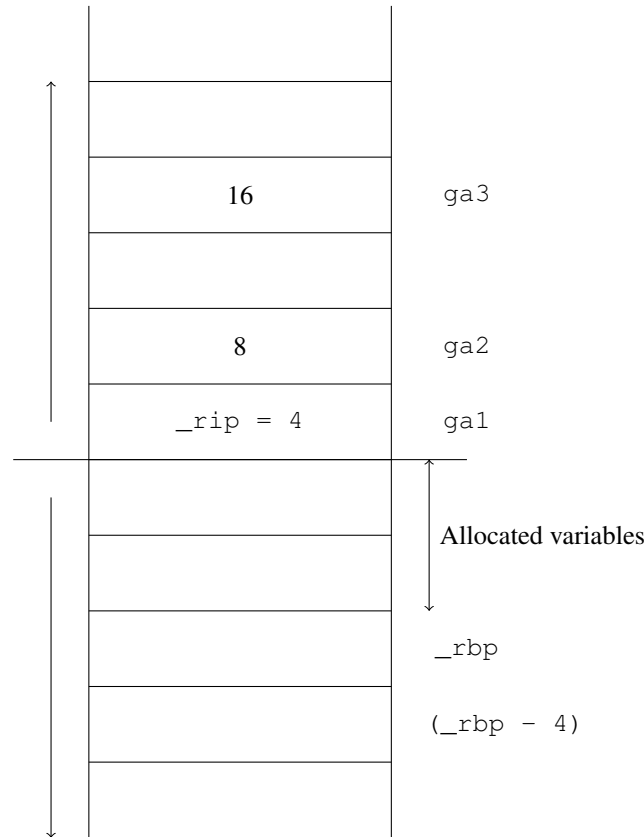 16 ga3
8 ga2
_rip = 4 ga1
Allocated variables
_rbp
(_rbp - 4)